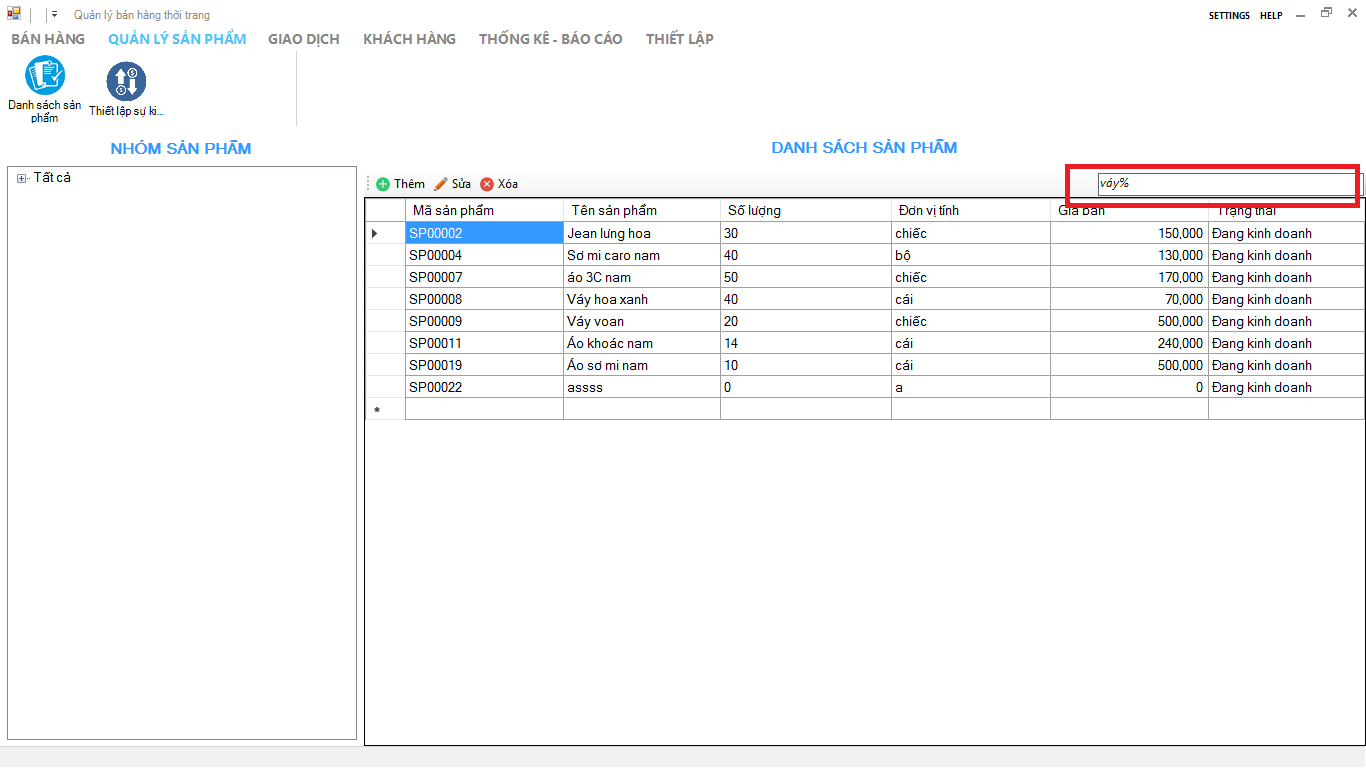 Quản lý bán hàng thời trang
SETTINGS HELP
BÁN HÀNG QUẢN LÝ SẢN PHẨM GIAO DỊCH KHÁCH HÀNG THỐNG KÊ - BÁO CÁO THIẾT LẬP
Danh sách sản phẩm
Thiết lập sự ki...
NHÓM SẢN PHẨM
DANH SÁCH SẢN PHẨM
Tất cả
Thêm Sửa Xóa
váy%
Mã sản phẩm Tên sản phẩm Số lượng Đơn vị tính Giá bán Trạng thái
SP00002 Jean lưng hoa 30 chiếc 150,000 Đang kinh doanh
SP00004 Sơ mi caro nam 40 bộ 130,000 Đang kinh doanh
SP00007 áo 3C nam 50 chiếc 170,000 Đang kinh doanh
SP00008 Váy hoa xanh 40 cái 70,000 Đang kinh doanh
SP00009 Váy voan 20 chiếc 500,000 Đang kinh doanh
SP00011 Áo khoác nam 14 cái 240,000 Đang kinh doanh
SP00019 Áo sơ mi nam 10 cái 500,000 Đang kinh doanh
SP00022 assss 0 a 0 Đang kinh doanh